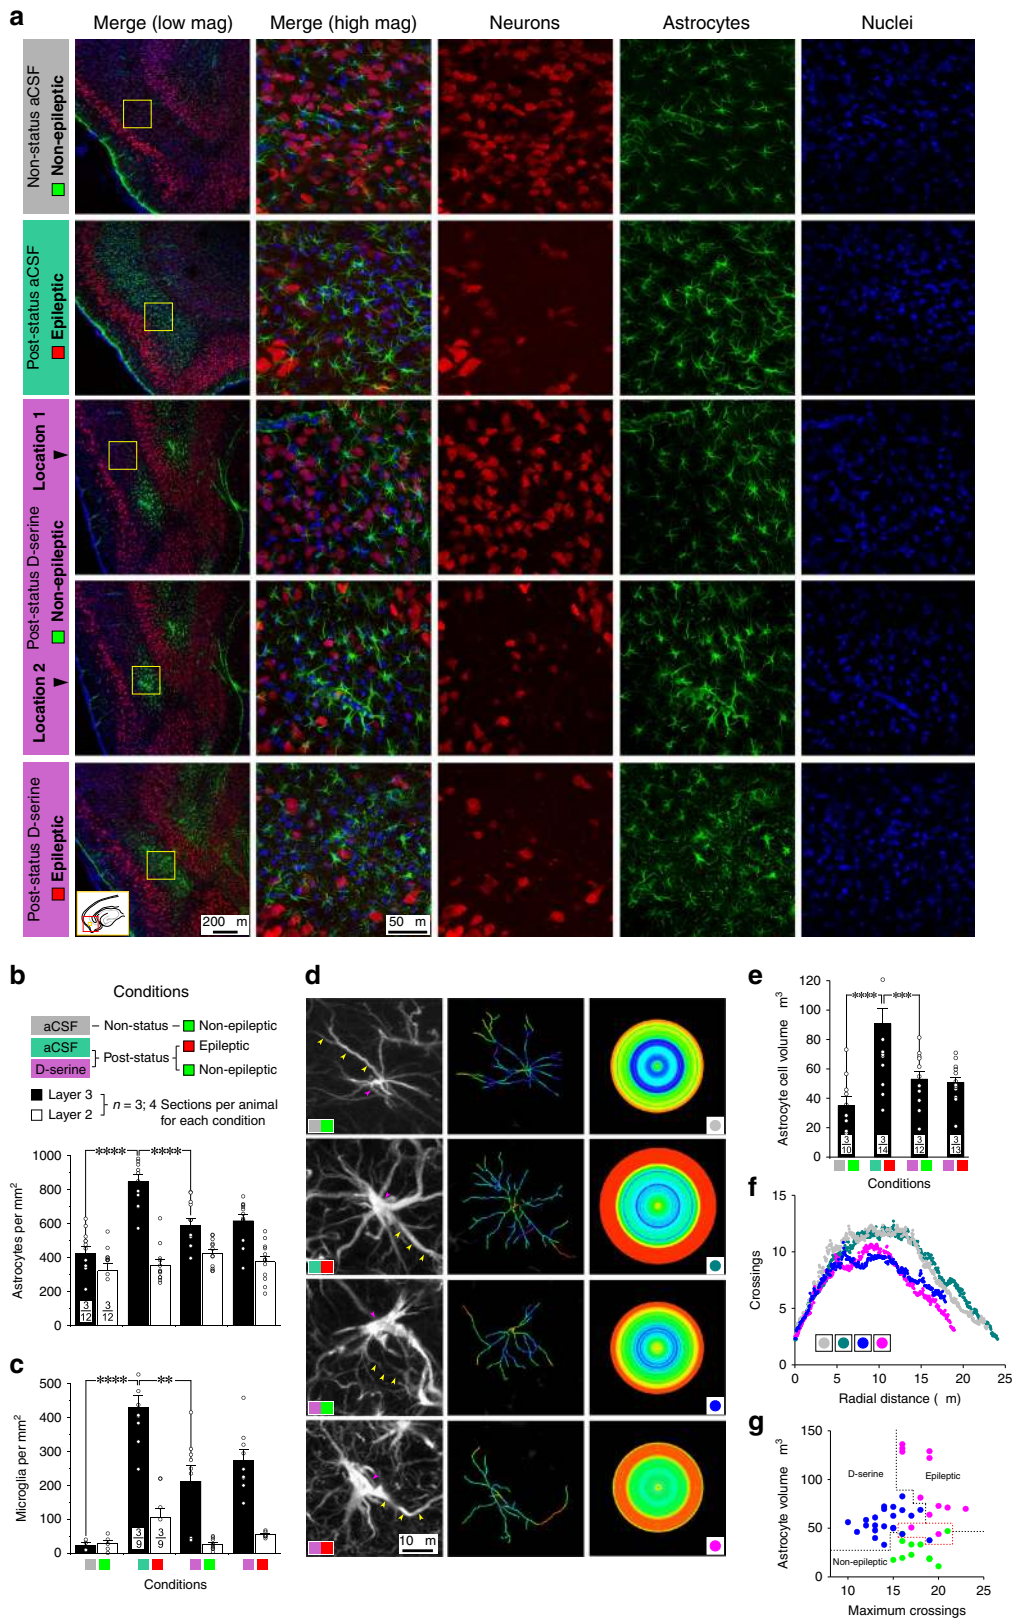 a
Merge (low mag)
Merge (high mag)
Neurons
Astrocytes
Nuclei
Non-status aCSF
Non-epileptic
Post-status aCSF
Epileptic
Post-status D-serine
Non-epileptic
Location 1
Location 2
Post-status D-serine
Epileptic
200 m
50 m
b
Conditions
aCSF
Non-status
Non-epileptic
aCSF
D-serine
Post-status
Epileptic
Non-epileptic
Layer 3
Layer 2
n = 3; 4 Sections per animal
for each condition
Astrocytes per mm2
1000
800
600
400
200
0
****
****
3
12
3
12
c
Microglia per mm2
500
400
300
200
100
0
****
**
3
9
3
9
Conditions
d
10 m
e
Astrocyte cell volume m3
120
100
80
60
40
20
0
****
***
3
10
3
14
3
12
3
13
Conditions
f
Crossings
15
10
5
0
0
5
10
15
20
25
Radial distance ( m)
g
Astrocyte volume m3
150
100
50
0
D-serine
Epileptic
Non-epileptic
10
15
20
25
Maximum crossings